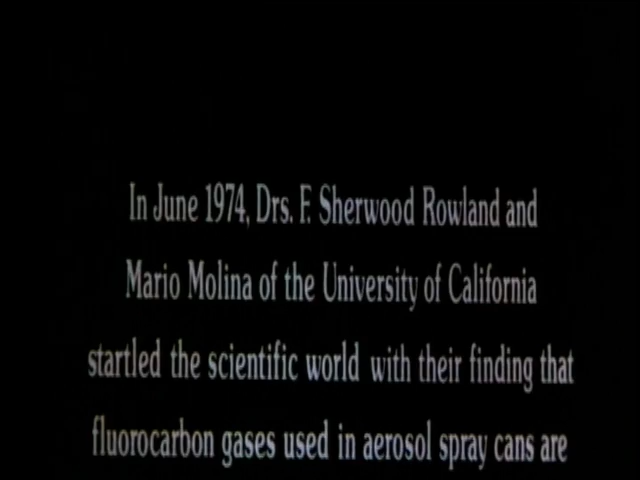 In June 1974, Drs. F. Sherwood Rowland and
Mario Molina of the University of California
startled the scientific world with their finding that
fluorocarbon gases used in aerosol spray cans are